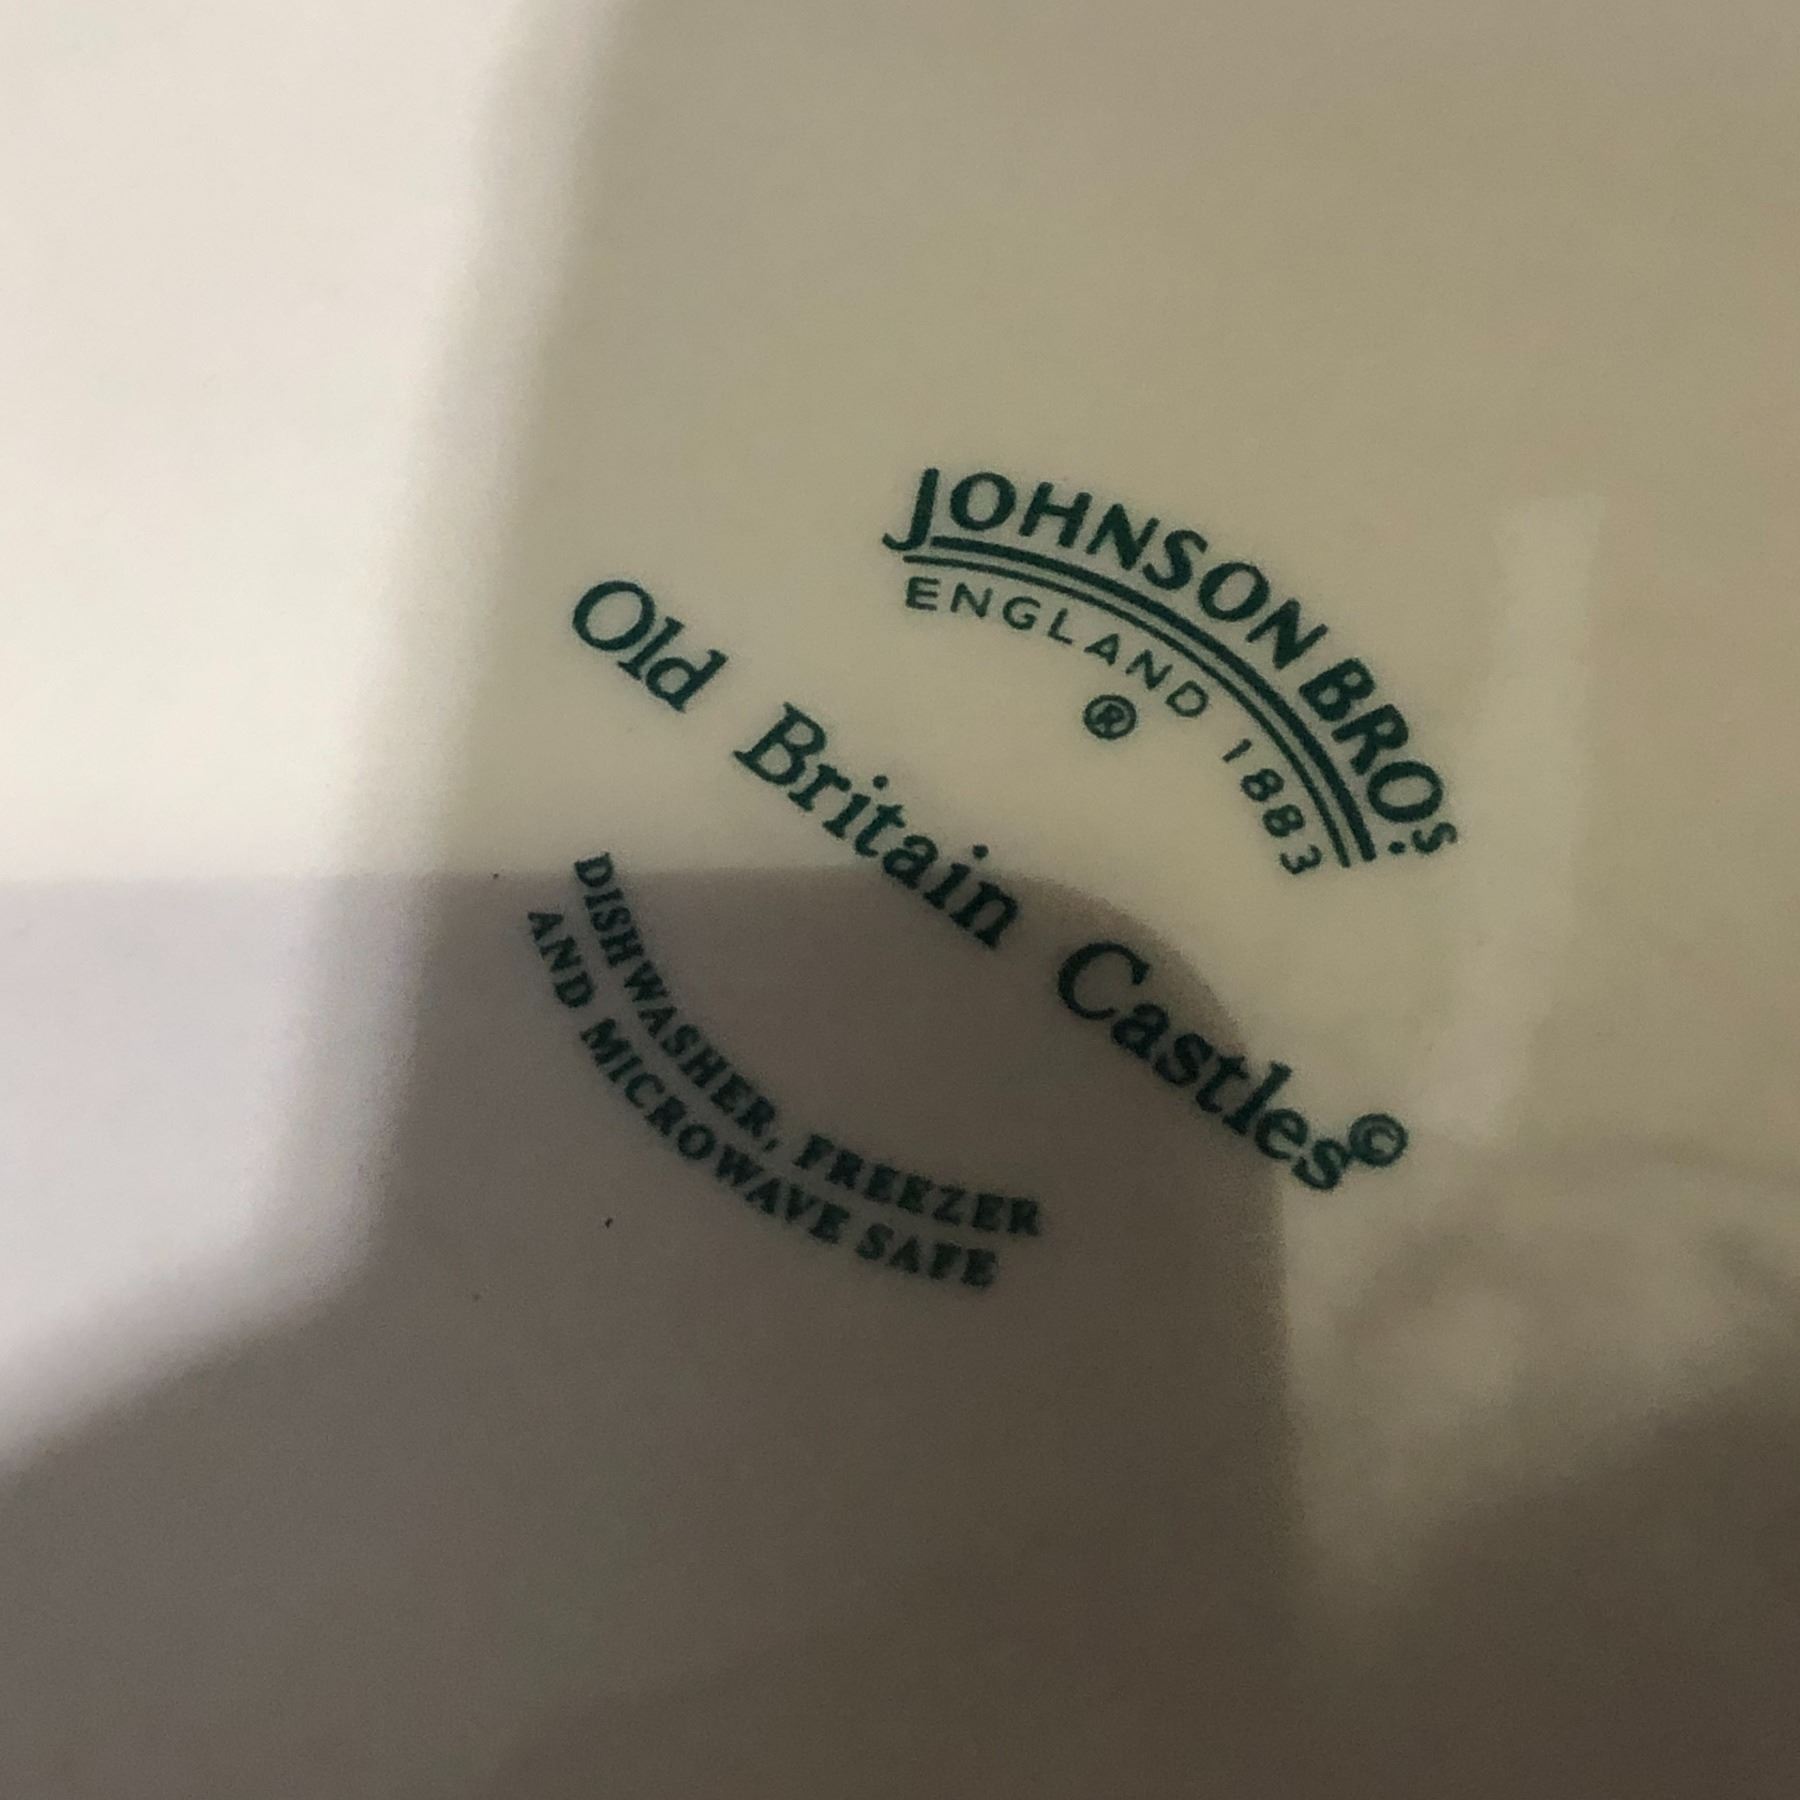 JOHNSON BROS.
ENGLAND 1883
®
Old Britain Castles©
DISHWASHER, FREEZER
AND MICROWAVE SAFE